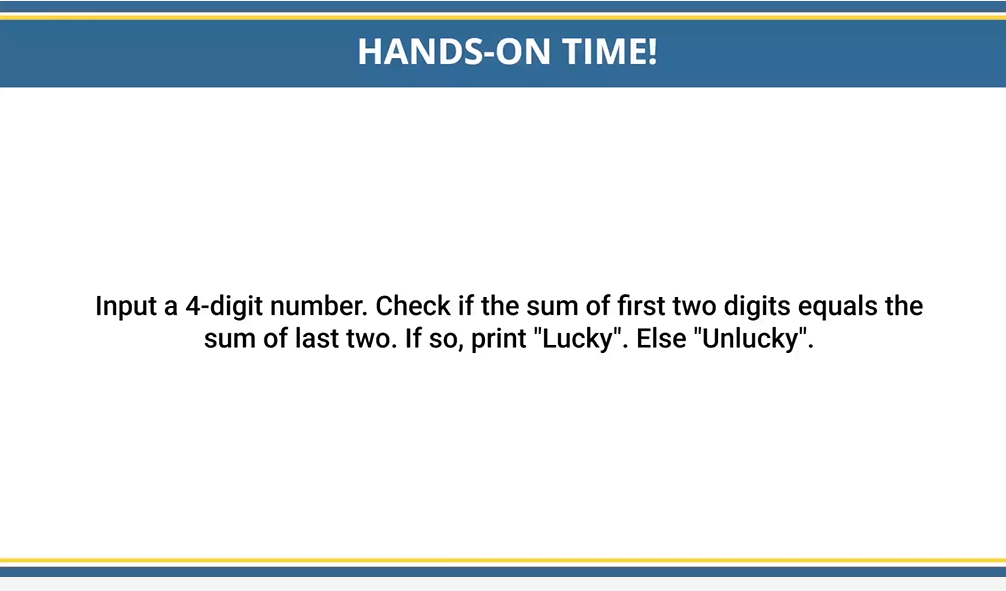 HANDS-ON TIME!
Input a 4-digit number. Check if the sum of first two digits equals the
sum of last two. If so, print "Lucky". Else "Unlucky".